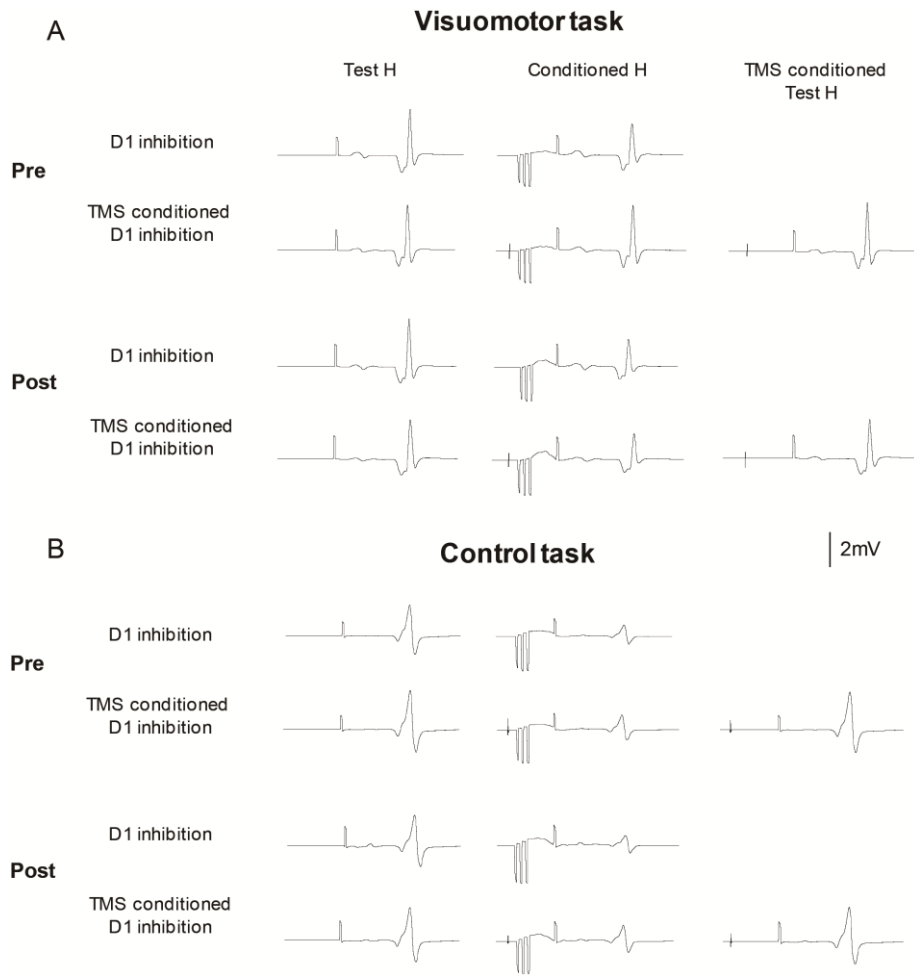 A
Visuomotor task
Test H
Conditioned H
TMS conditioned
Test H
D1 inhibition
Pre
TMS conditioned
D1 inhibition
D1 inhibition
Post
TMS conditioned
D1 inhibition
B
Control task
2mV
D1 inhibition
Pre
TMS conditioned
D1 inhibition
D1 inhibition
Post
TMS conditioned
D1 inhibition